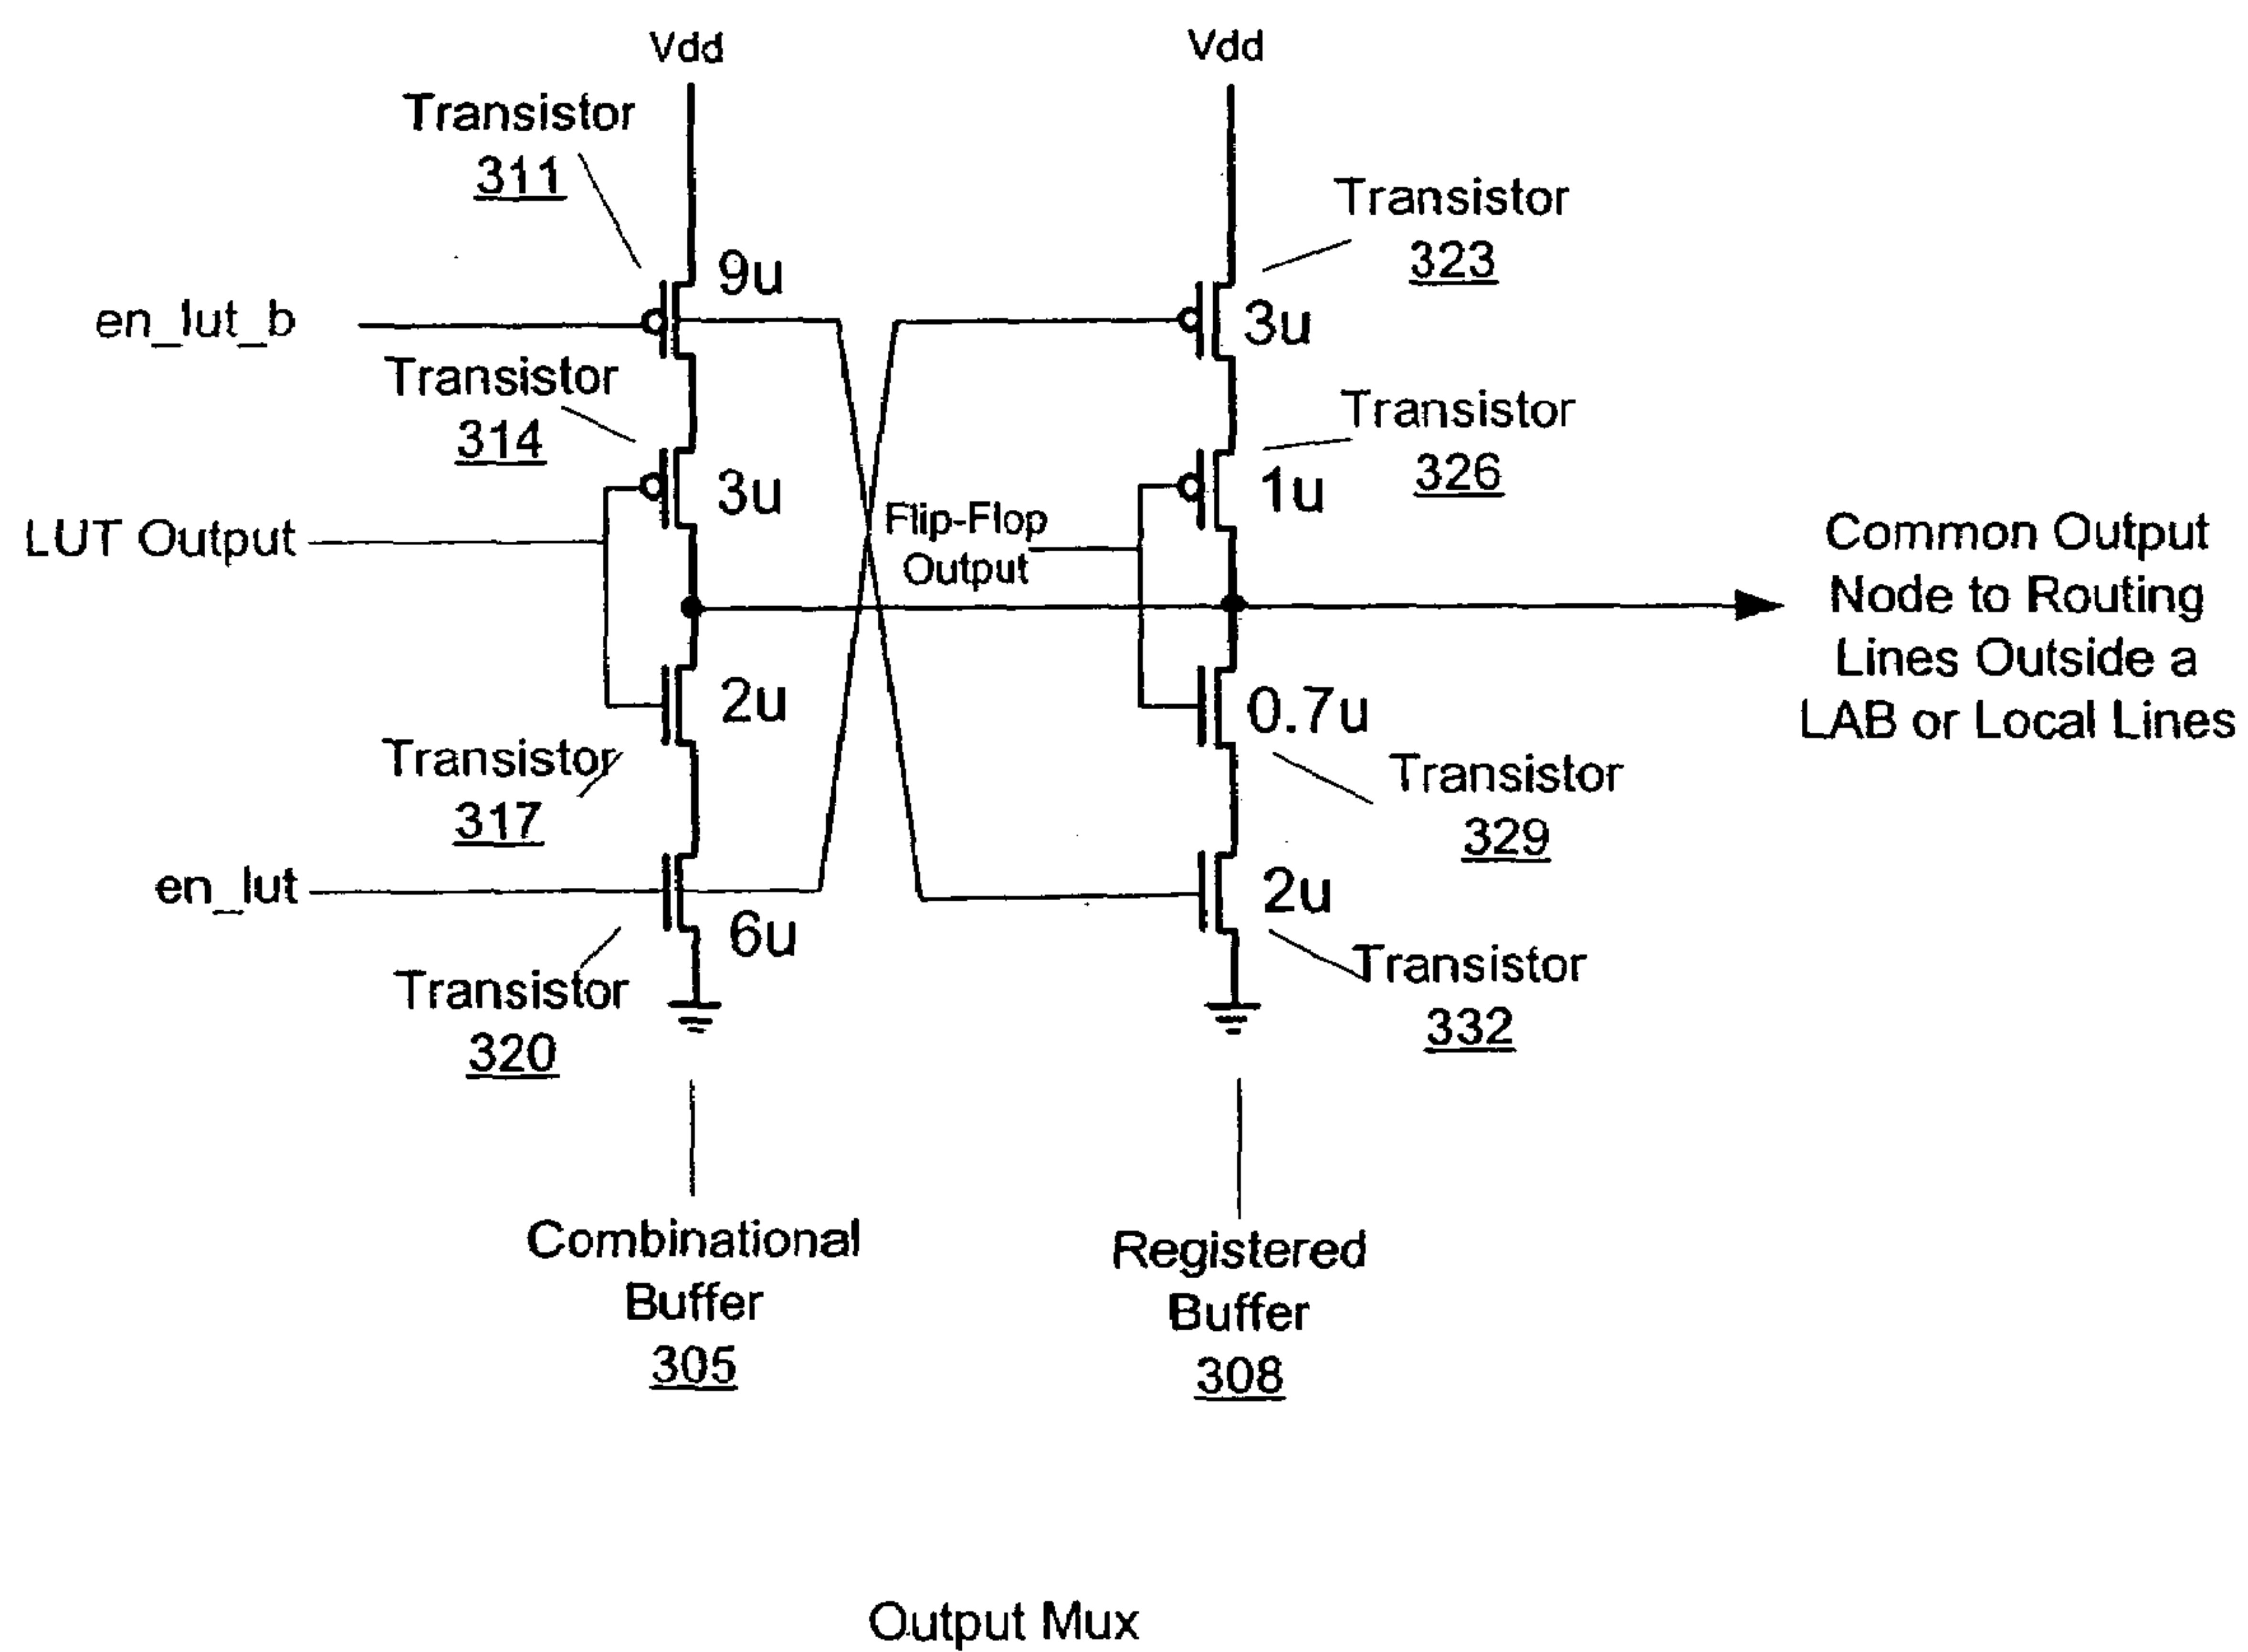 Vdd
Vdd
Transistor
311
Transistor
323
9u
en_lut_b
3u
Transistor
314
Transistor
326
3u
1u
LUT Output
Flip-Flop
Output
Common Output
Node to Routing
Lines Outside a
LAB or Local Lines
2u
0.7u
Transistor
317
Transistor
329
en_lut
6u
2u
Transistor
320
Transistor
332
Combinational
Buffer
305
Registered
Buffer
308
Output Mux